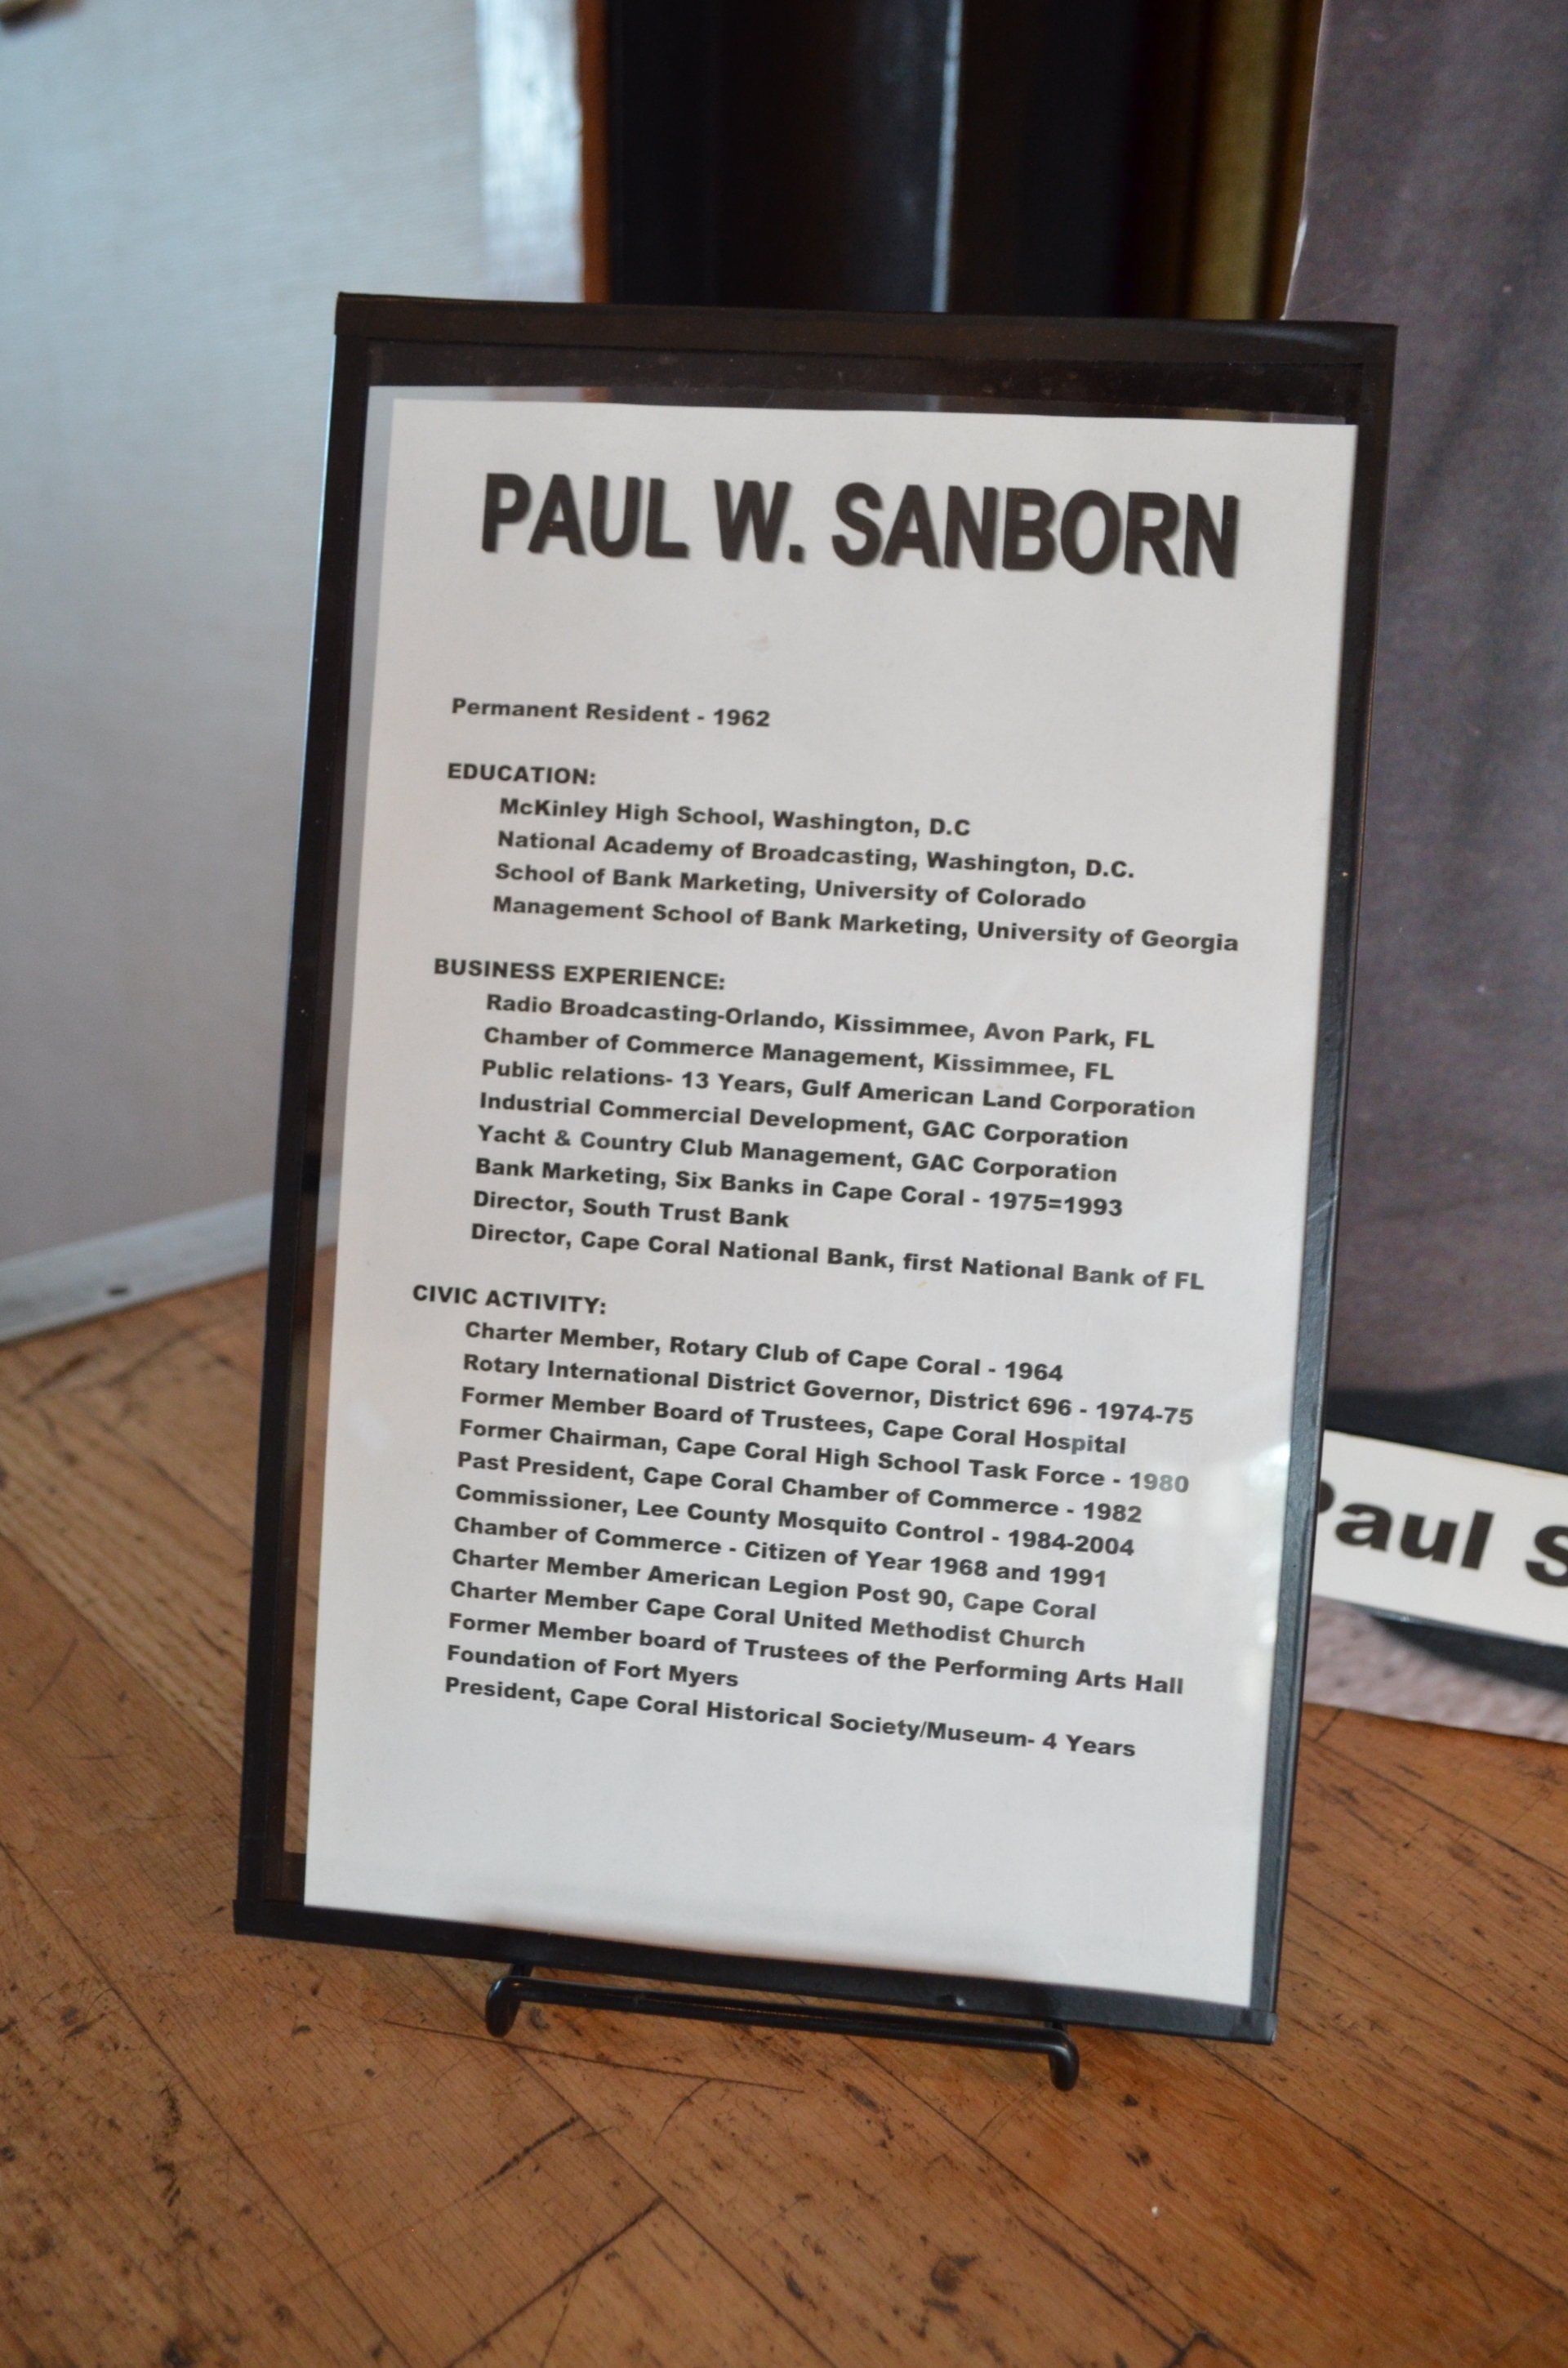 PAUL W. SANBORN
Permanent Resident - 1962
EDUCATION:
McKinley High School, Washington, D.C
National Academy of Broadcasting, Washington, D.C.
School of Bank Marketing, University of Colorado
Management School of Bank Marketing, University of Georgia
BUSINESS EXPERIENCE:
Radio Broadcasting-Orlando, Kissimmee, Avon Park, FL
Chamber of Commerce Management, Kissimmee, FL
Public relations- 13 Years, Gulf American Land Corporation
Industrial Commercial Development, GAC Corporation
Yacht & Country Club Management, GAC Corporation
Bank Marketing, Six Banks in Cape Coral - 1975=1993
Director, South Trust Bank
Director, Cape Coral National Bank, first National Bank of FL
CIVIC ACTIVITY:
Charter Member, Rotary Club of Cape Coral - 1964
Rotary International District Governor, District 696 - 1974-75
Former Member Board of Trustees, Cape Coral Hospital
Former Chairman, Cape Coral High School Task Force - 1980
Past President, Cape Coral Chamber of Commerce - 1982
Commissioner, Lee County Mosquito Control - 1984-2004
Chamber of Commerce - Citizen of Year 1968 and 1991
Charter Member American Legion Post 90, Cape Coral
Charter Member Cape Coral United Methodist Church
Former Member board of Trustees of the Performing Arts Hall
Foundation of Fort Myers
President, Cape Coral Historical Society/Museum- 4 Years
Paul S